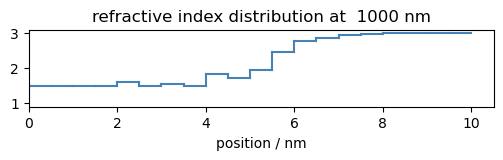 refractive index distribution at  1000 nm
3
2
1
0 2 4 6 8 10
position / nm